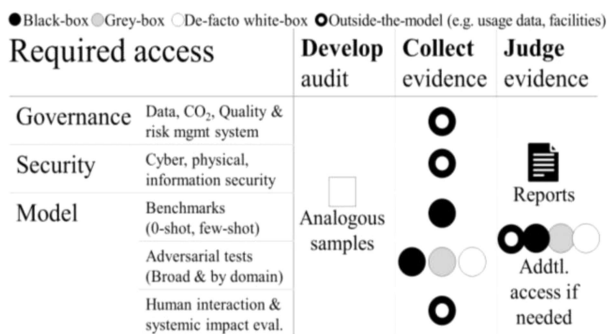 Black-box Grey-box De-facto white-box Outside-the-model (e.g. usage data, facilities)
Required access
Develop audit
Collect evidence
Judge evidence
Governance
Data, CO₂, Quality &
risk mgmt system
Security
Cyber, physical,
information security
Model
Benchmarks
(0-shot, few-shot)
Adversarial tests
(Broad & by domain)
Human interaction &
systemic impact eval.
Analogous
samples
Reports
Addtl.
access if
needed